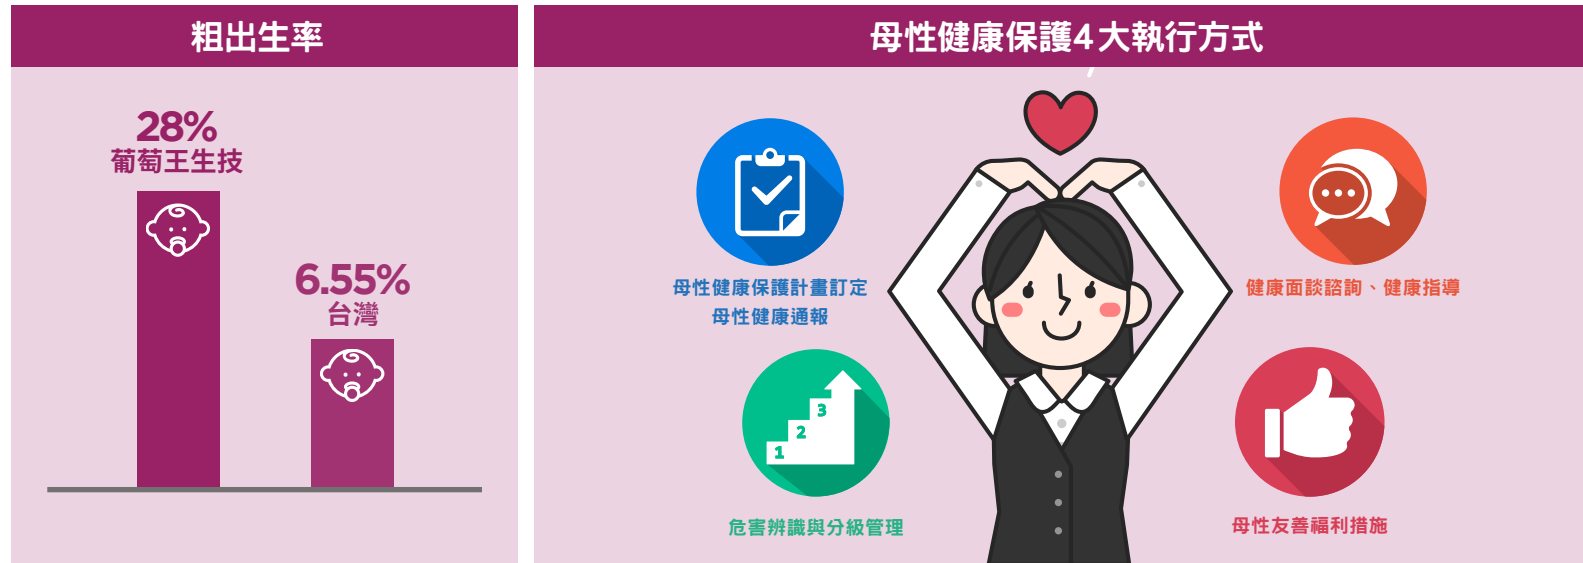 粗出生率
28%
葡萄王生技
6.55%
台灣
母性健康保護4大執行方式
母性健康保護計畫訂定
母性健康通報
健康面談諮詢、健康指導
1
2
3
危害辨識與分級管理
母性友善福利措施